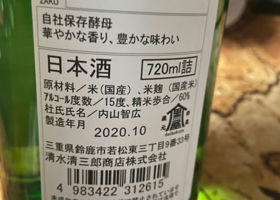 ZAKU
自社保存酵母
華やかな香り、豊かな味わい
日本酒 720ml詰
原材料/米(国産)、米麹(国産米)
アルコール度数/15度、精米歩合/60%
杜氏氏名/内山智広
製造年月 2020.10
三重県鈴鹿市若松東三丁目9番33号
清水清三郎商店株式会社
4 983422 312615